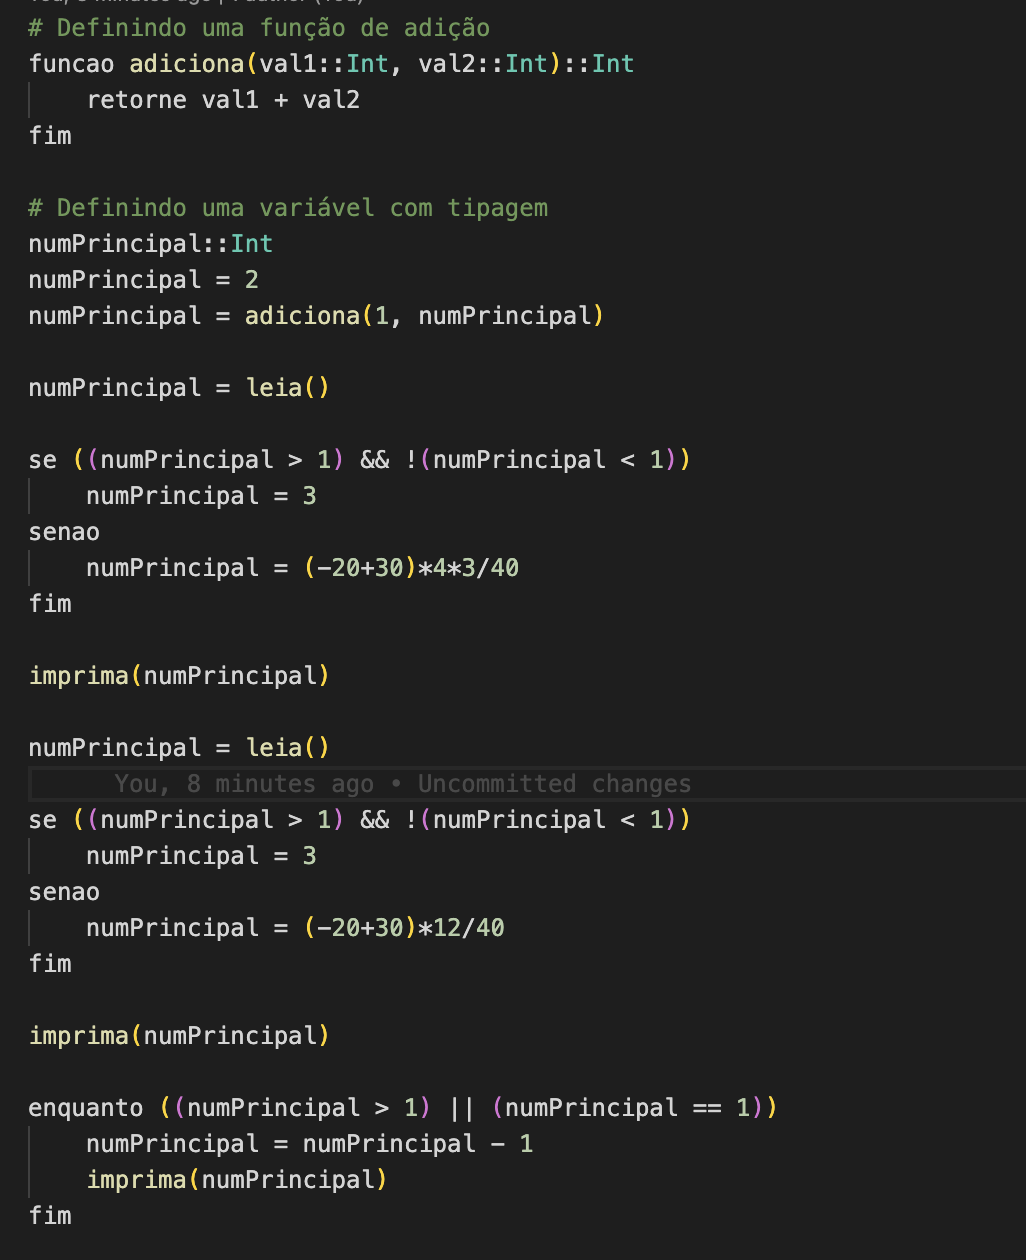 # Definindo uma função de adição
funcao adiciona(val1::Int, val2::Int)::Int
    retorne val1 + val2
fim
# Definindo uma variável com tipagem
numPrincipal::Int
numPrincipal = 2
numPrincipal = adiciona(1, numPrincipal)
numPrincipal = leia()
se ((numPrincipal > 1) && !(numPrincipal < 1))
    numPrincipal = 3
senao
    numPrincipal = (-20+30)*4*3/40
fim
imprima(numPrincipal)
numPrincipal = leia()
You, 8 minutes ago • Uncommitted changes
se ((numPrincipal > 1) && !(numPrincipal < 1))
    numPrincipal = 3
senao
    numPrincipal = (-20+30)*12/40
fim
imprima(numPrincipal)
enquanto ((numPrincipal > 1) || (numPrincipal == 1))
    numPrincipal = numPrincipal - 1
    imprima(numPrincipal)
fim